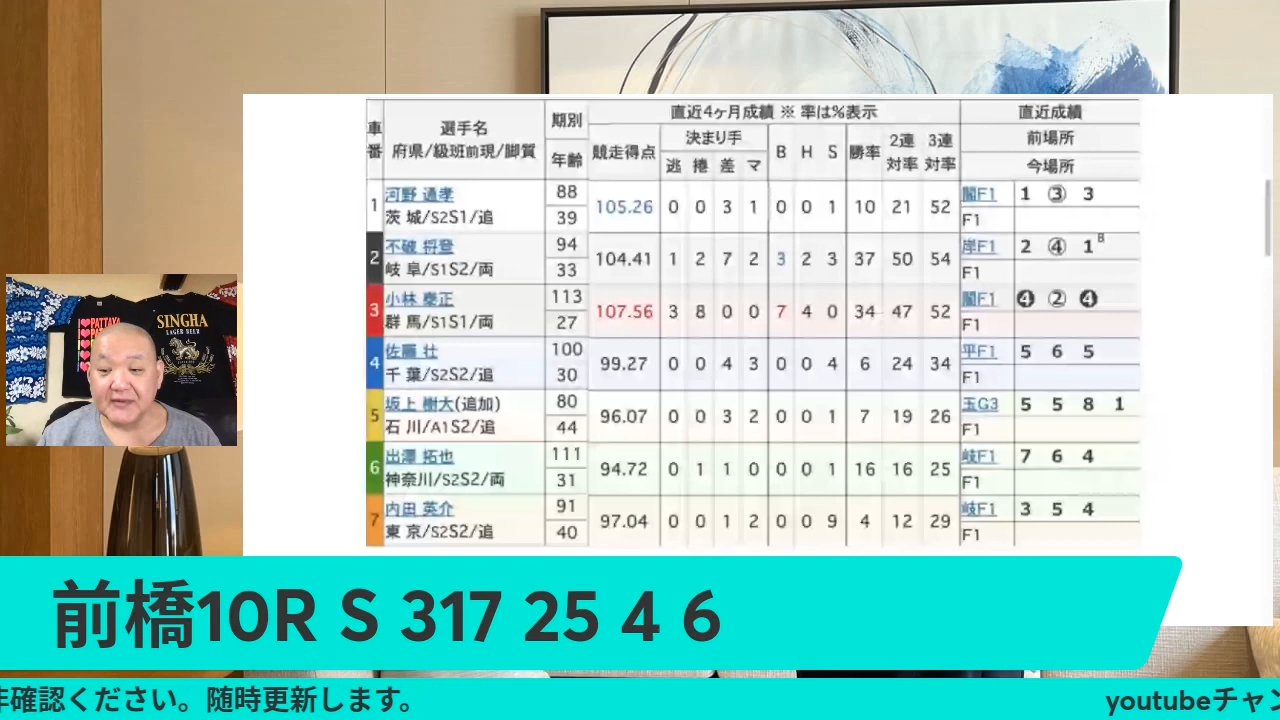 車番 選手名 府県/級班前現/脚質 期別 年齢 競走得点 直近4ヶ月成績 ※ 率は%表示 直近成績
決まり手 逃 捲 差 マ B H S 勝率 2連対率 3連対率 前場所 今場所
1 河野 通孝 88 105.26 0 0 3 1 0 0 1 10 21 52 1 ③ 3
茨 城/S2S1/追 39 F1
2 不破 将登 94 104.41 1 2 7 2 3 2 3 37 50 54 岸F1 2 ④ 1B
岐 阜/S1S2/両 33 F1
3 小林 泰正 113 107.56 3 8 0 0 7 4 0 34 47 52 ❹ ② ❹
群 馬/S1S1/両 27 F1
4 佐藤 壮 100 99.27 0 0 4 3 0 0 4 6 24 34 平F1 5 6 5
千 葉/S2S2/追 30 F1
5 坂上 樹大(追加) 80 96.07 0 0 3 2 0 0 1 7 19 26 玉G3 5 5 8 1
石 川/A1S2/追 44 F1
6 出澤 拓也 111 94.72 0 1 1 0 0 0 1 16 16 25 岐F1 7 6 4
神奈川/S2S2/両 31 F1
7 内田 英介 91 97.04 0 0 1 2 0 0 9 4 12 29 岐F1 3 5 4
東 京/S2S2/追 40 F1
I❤PATTAYA
SINGHA
LAGER BEER
前橋10R S 317 25 4 6
非確認ください。随時更新します。 youtubeチャン